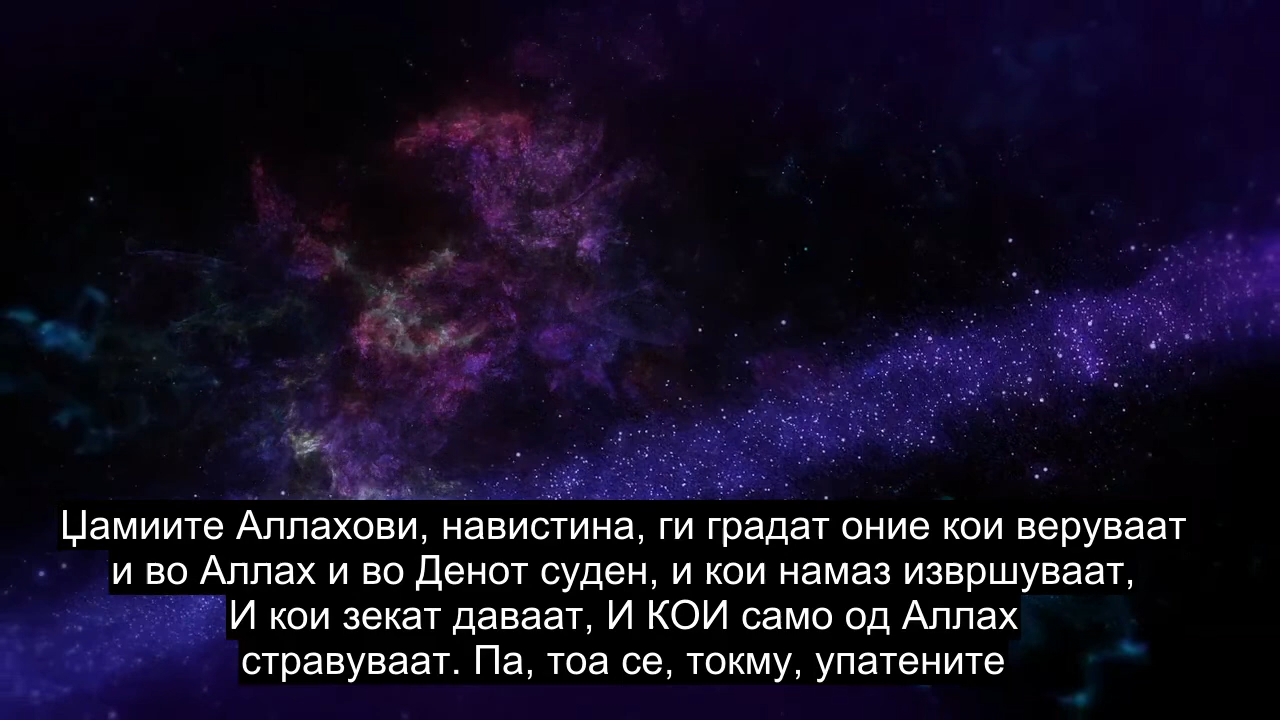 Џамиите Аллахови, навистина, ги градат оние кои веруваат
и во Аллах и во Денот суден, и кои намаз извршуваат,
И кои зекат даваат, И КОИ само од Аллах
стравуваат. Па, тоа се, токму, упатените